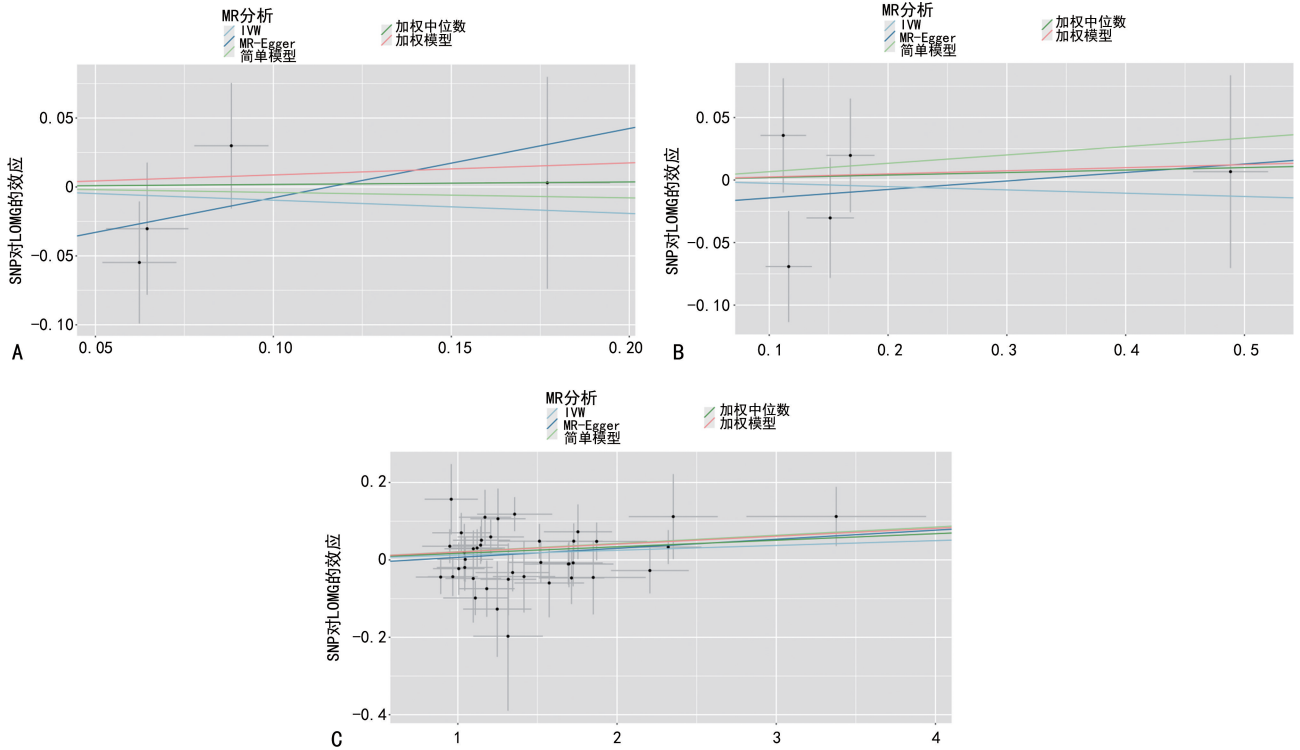 MR分析
IVW
MR-Egger
简单模型
加权中位数
加权模型
SNP对LOMG的效应
0.05
0
−0.05
−0.10
0.05
0.10
0.15
0.20
A
MR分析
IVW
MR-Egger
简单模型
加权中位数
加权模型
SNP对LOMG的效应
0.05
0
−0.05
−0.10
0.1
0.2
0.3
0.4
0.5
B
MR分析
IVW
MR-Egger
简单模型
加权中位数
加权模型
SNP对LOMG的效应
0.2
0
−0.2
−0.4
1
2
3
4
C